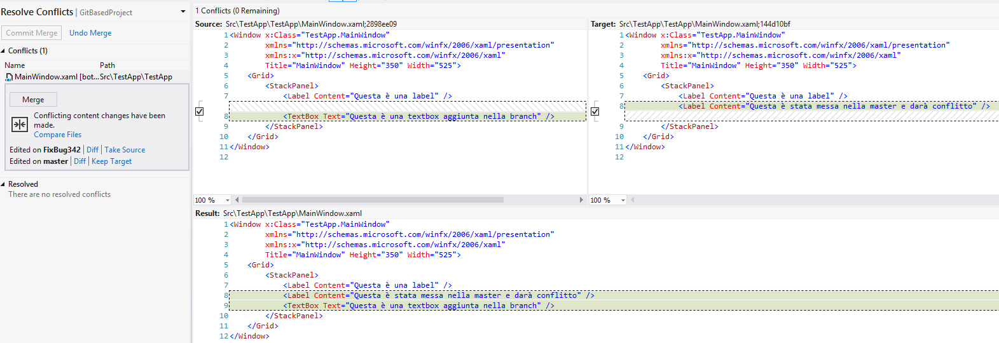 Resolve Conflicts | GitBasedProject
Commit Merge Undo Merge
Conflicts (1)
Name Path
MainWindow.xaml [bot... Src\TestApp\TestApp
Merge
Conflicting content changes have been
made.
Compare Files
Edited on FixBug342 | Diff | Take Source
Edited on master | Diff | Keep Target
Resolved
There are no resolved conflicts
1 Conflicts (0 Remaining)
Source: Src\TestApp\TestApp\MainWindow.xaml;2898ee09
1 <Window x:Class="TestApp.MainWindow"
2 xmlns="http://schemas.microsoft.com/winfx/2006/xaml/presentation"
3 xmlns:x="http://schemas.microsoft.com/winfx/2006/xaml"
4 Title="MainWindow" Height="350" Width="525">
5 <Grid>
6 <StackPanel>
7 <Label Content="Questa è una label" />
8 <TextBox Text="Questa è una textbox aggiunta nella branch" />
9 </StackPanel>
10 </Grid>
11 </Window>
12
100 %
Target: Src\TestApp\TestApp\MainWindow.xaml;144d10bf
1 <Window x:Class="TestApp.MainWindow"
2 xmlns="http://schemas.microsoft.com/winfx/2006/xaml/presentation"
3 xmlns:x="http://schemas.microsoft.com/winfx/2006/xaml"
4 Title="MainWindow" Height="350" Width="525">
5 <Grid>
6 <StackPanel>
7 <Label Content="Questa è una label" />
8 <Label Content="Questa è stata messa nella master e darà conflitto" />
9 </StackPanel>
10 </Grid>
11 </Window>
12
100 %
Result: Src\TestApp\TestApp\MainWindow.xaml
1 <Window x:Class="TestApp.MainWindow"
2 xmlns="http://schemas.microsoft.com/winfx/2006/xaml/presentation"
3 xmlns:x="http://schemas.microsoft.com/winfx/2006/xaml"
4 Title="MainWindow" Height="350" Width="525">
5 <Grid>
6 <StackPanel>
7 <Label Content="Questa è una label" />
8 <Label Content="Questa è stata messa nella master e darà conflitto" />
9 <TextBox Text="Questa è una textbox aggiunta nella branch" />
10 </StackPanel>
11 </Grid>
12 </Window>